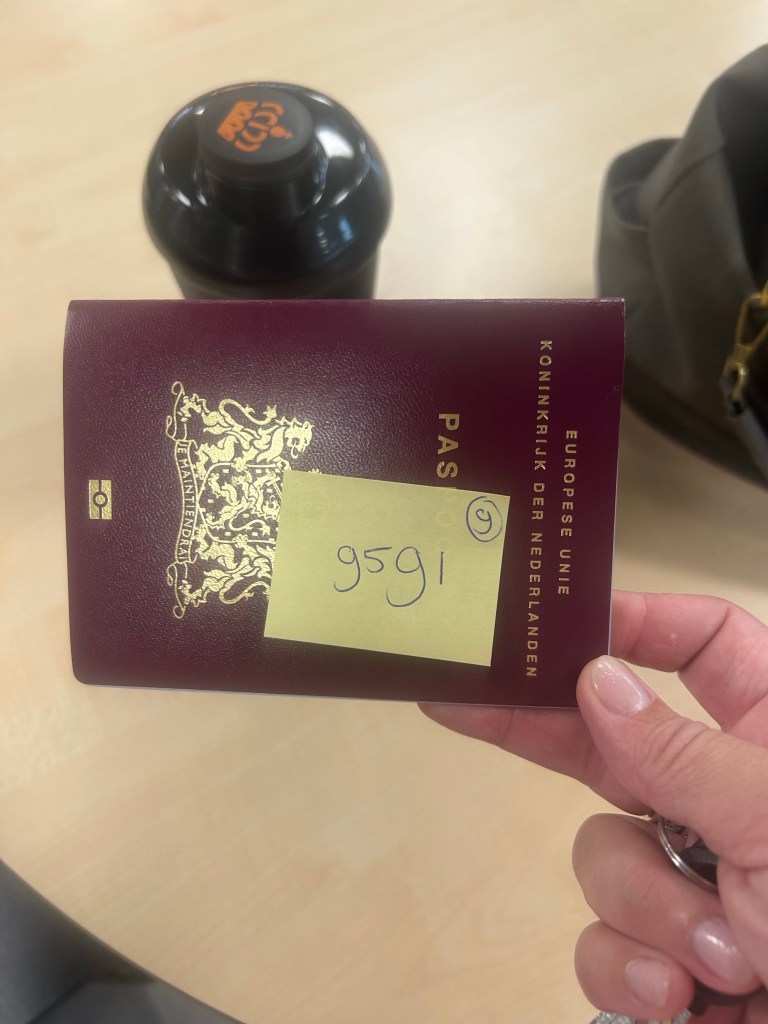 EUROPESE UNIE
KONINKRIJK DER NEDERLANDEN
PAS
JE MAINTIENDRAI
9
9591